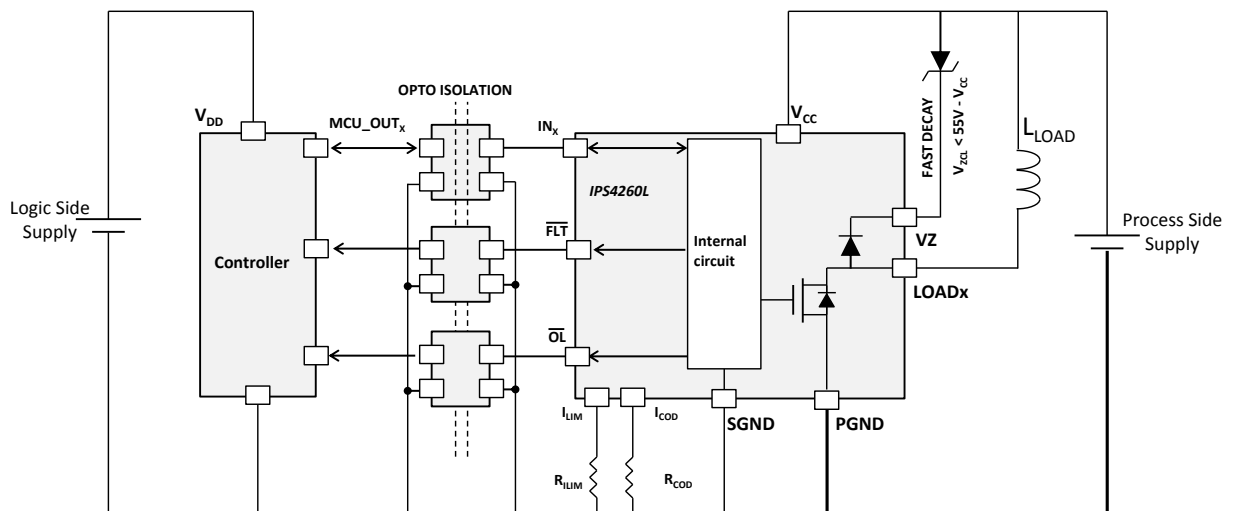 OPTO ISOLATION
VDD
MCU_OUTx
INx
VCC
FAST DECAY
VZCL < 55V - VCC
LLOAD
IPS4260L
Logic Side
Supply
Controller
FLT
Internal
circuit
VZ
Process Side
Supply
LOADx
OL
ILIM
ICOD
SGND
PGND
RILIM
RCOD